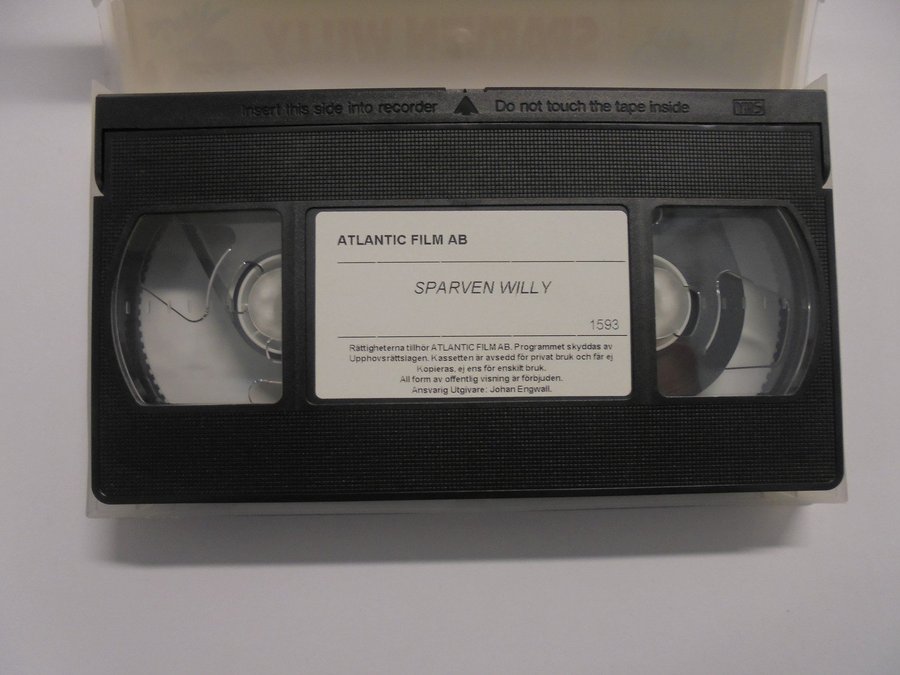 SPARVEN WILLY
Insert this side into recorder Do not touch the tape inside VHS
ATLANTIC FILM AB
SPARVEN WILLY
1593
Rättigheterna tillhör ATLANTIC FILM AB. Programmet skyddas av
Upphovsrättslagen. Kassetten är avsedd för privat bruk och får ej
Kopieras, ej ens för enskilt bruk.
All form av offentlig visning är förbjuden.
Ansvarig Utgivare: Johan Engwall.